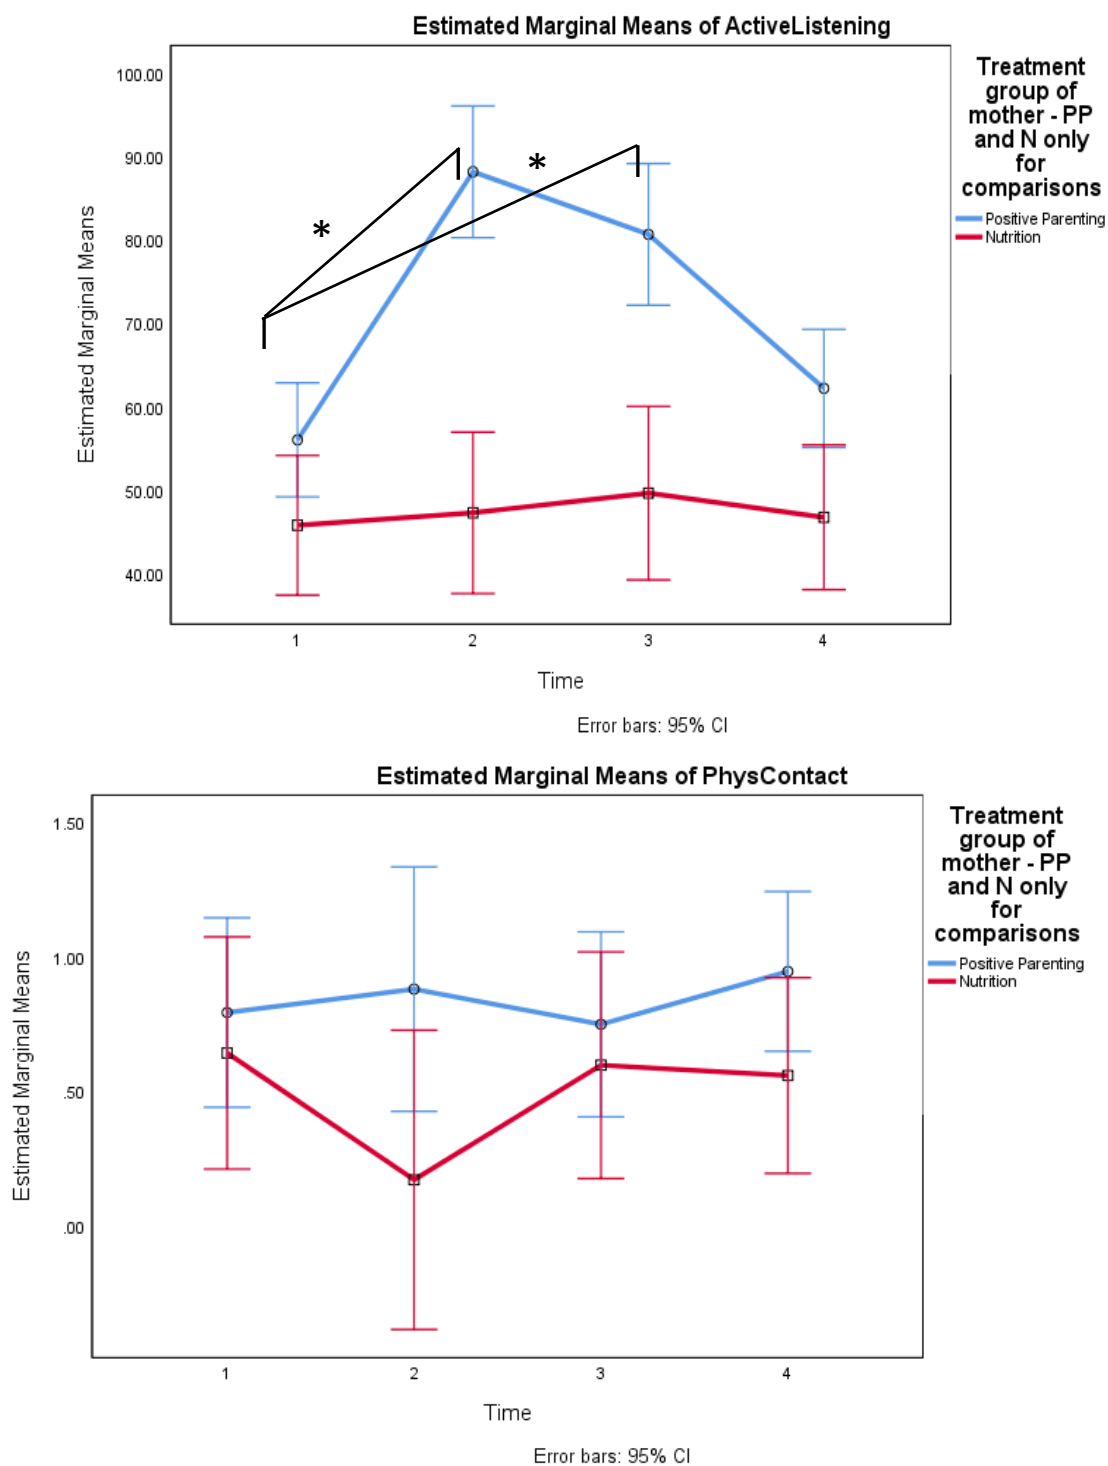 Estimated Marginal Means of ActiveListening
Treatment
group of
mother - PP
and N only
for
comparisons
Positive Parenting
Nutrition
Estimated Marginal Means
100.00
90.00
80.00
70.00
60.00
50.00
40.00
*
*
1 2 3 4
Time
Error bars: 95% CI
Estimated Marginal Means of PhysContact
Treatment
group of
mother - PP
and N only
for
comparisons
Positive Parenting
Nutrition
Estimated Marginal Means
1.50
1.00
.50
.00
1 2 3 4
Time
Error bars: 95% CI